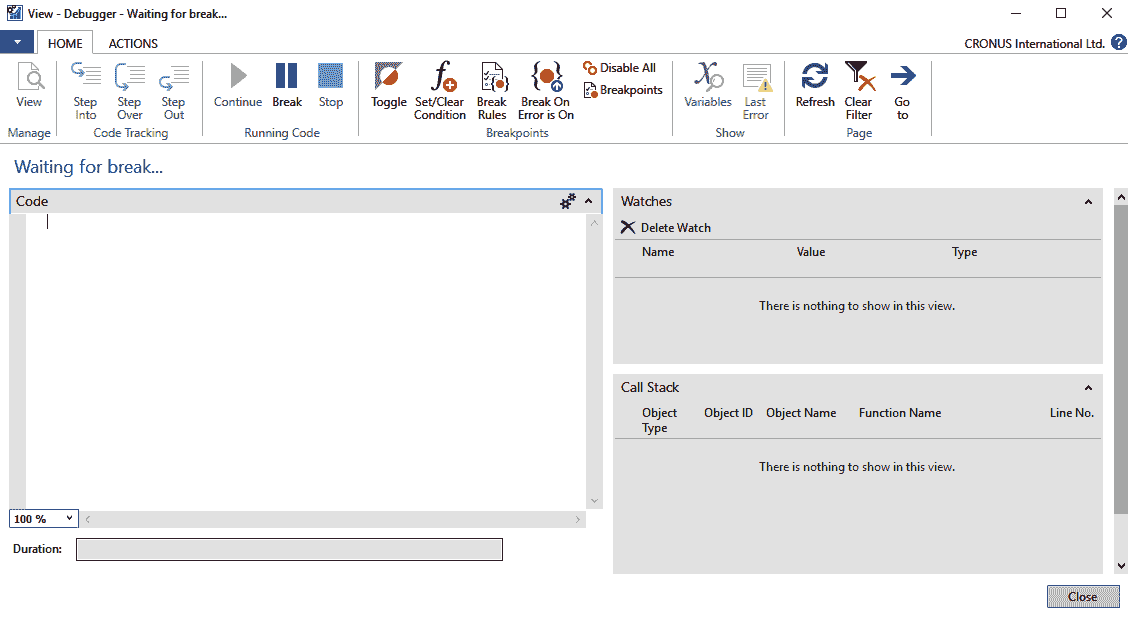 View - Debugger - Waiting for break...
HOME ACTIONS CRONUS International Ltd. ?
View
Step Into
Step Over
Step Out
Continue Break Stop
Toggle
Set/Clear Condition
Break Rules
Break On Error is On
Disable All
Breakpoints
Variables
Last Error
Refresh
Clear Filter
Go to
Manage Code Tracking Running Code Breakpoints Show Page
Waiting for break...
Code
100 %
Duration:
Watches
Delete Watch
Name Value Type
There is nothing to show in this view.
Call Stack
Object Type Object ID Object Name Function Name Line No.
There is nothing to show in this view.
Close